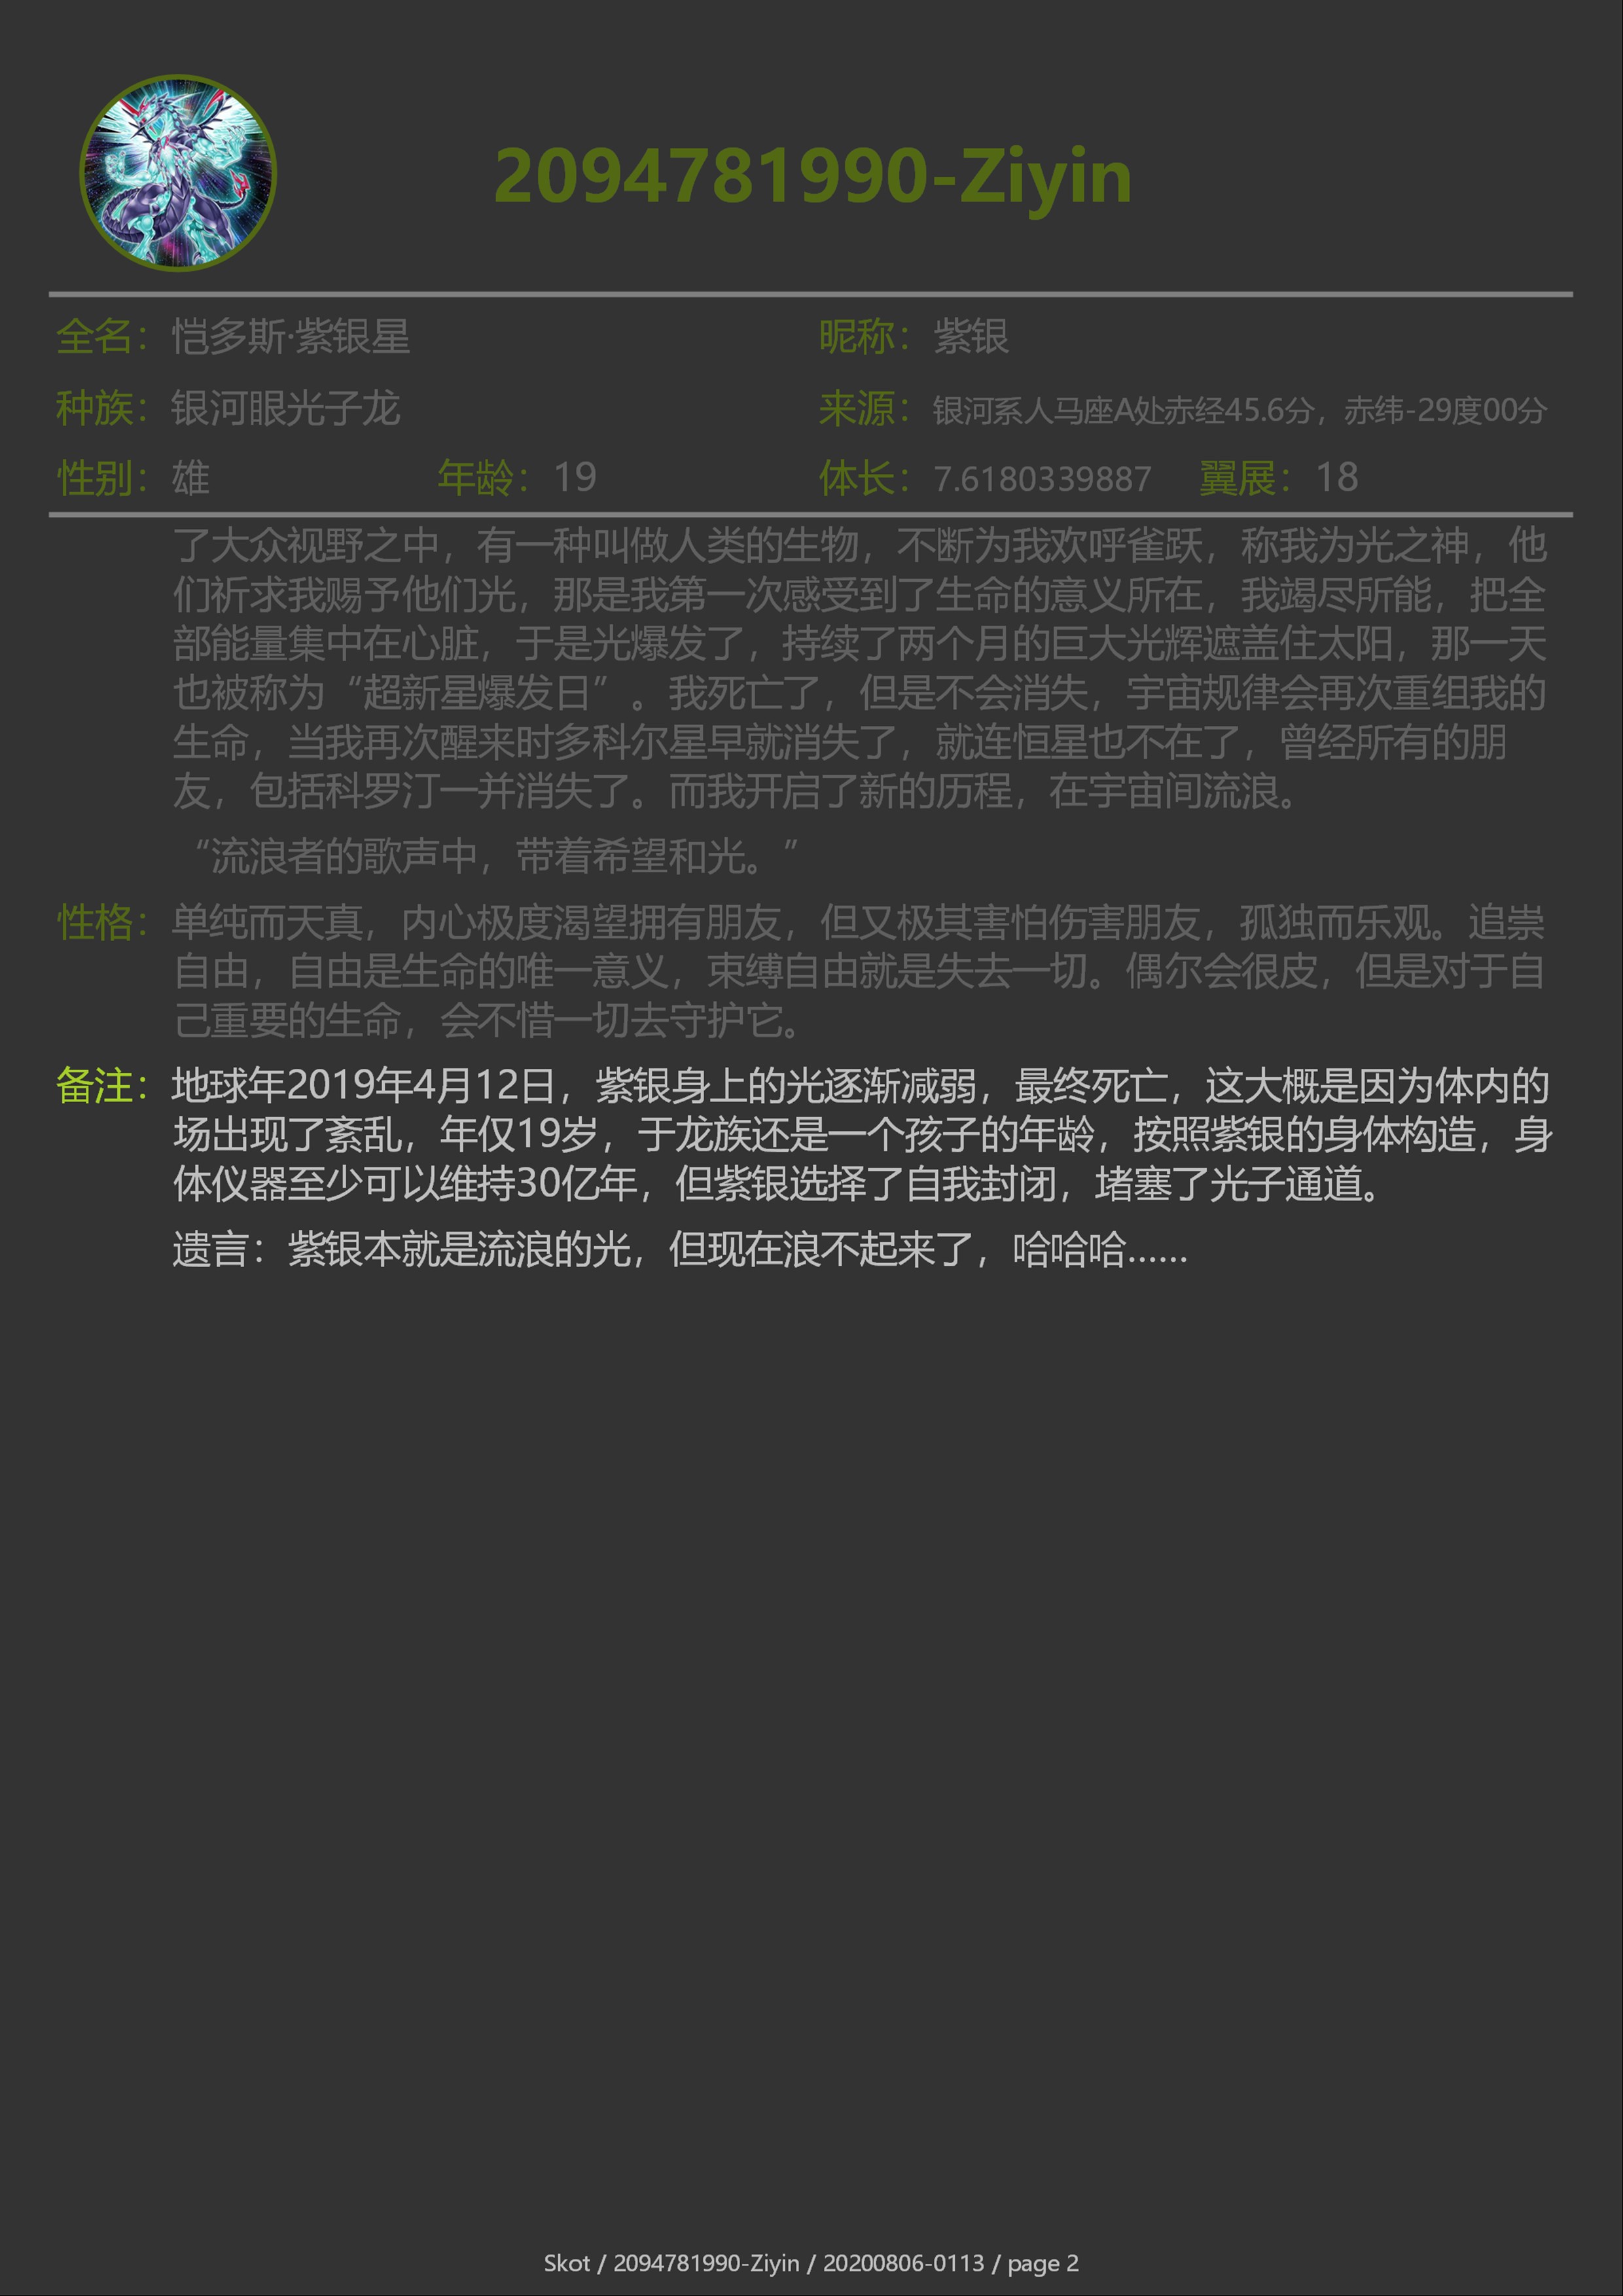 2094781990-Ziyin
全名：恺多斯·紫银星 昵称：紫银
种族：银河眼光子龙 来源：银河系人马座A处赤经45.6分，赤纬-29度00分
性别：雄 年龄：19 体长：7.6180339887 翼展：18
了大众视野之中，有一种叫做人类的生物，不断为我欢呼雀跃，称我为光之神，他
们祈求我赐予他们光，那是我第一次感受到了生命的意义所在，我竭尽所能，把全
部能量集中在心脏，于是光爆发了，持续了两个月的巨大光辉遮盖住太阳，那一天
也被称为“超新星爆发日”。我死亡了，但是不会消失，宇宙规律会再次重组我的
生命，当我再次醒来时多科尔星早就消失了，就连恒星也不在了，曾经所有的朋
友，包括科罗汀一并消失了。而我开启了新的历程，在宇宙间流浪。
“流浪者的歌声中，带着希望和光。”
性格：单纯而天真，内心极度渴望拥有朋友，但又极其害怕伤害朋友，孤独而乐观。追崇
自由，自由是生命的唯一意义，束缚自由就是失去一切。偶尔会很皮，但是对于自
己重要的生命，会不惜一切去守护它。
备注：地球年2019年4月12日，紫银身上的光逐渐减弱，最终死亡，这大概是因为体内的
场出现了紊乱，年仅19岁，于龙族还是一个孩子的年龄，按照紫银的身体构造，身
体仪器至少可以维持30亿年，但紫银选择了自我封闭，堵塞了光子通道。
遗言：紫银本就是流浪的光，但现在浪不起来了，哈哈哈……
Skot / 2094781990-Ziyin / 20200806-0113 / page 2